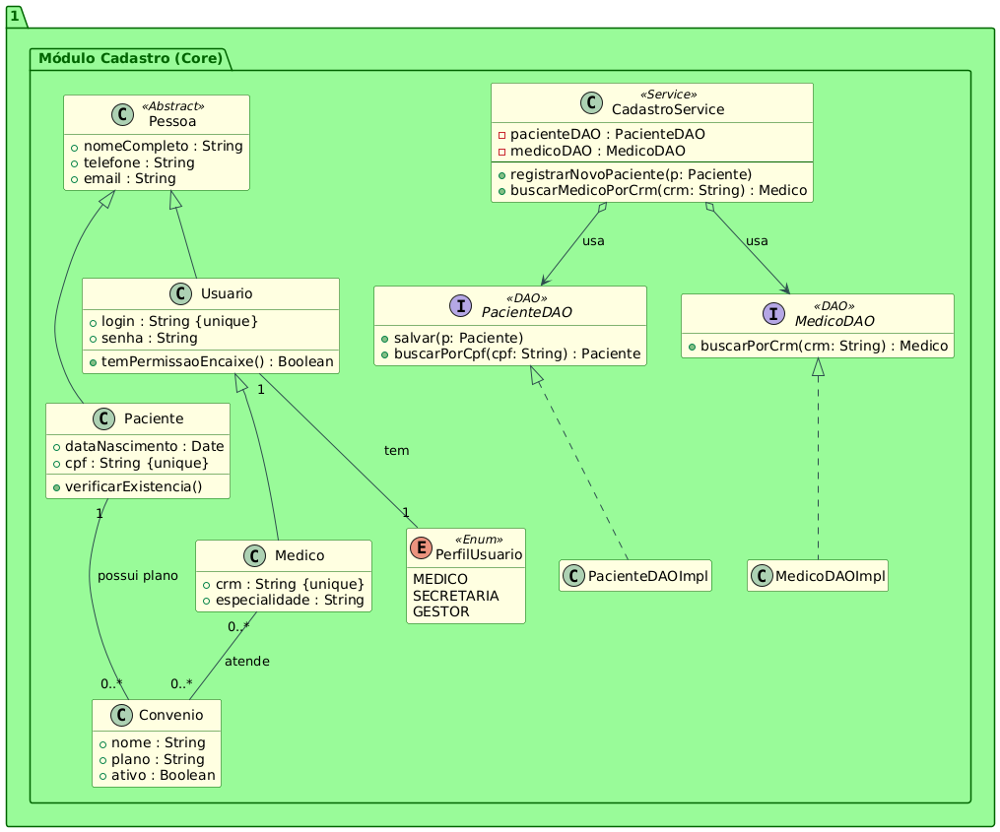 1
Módulo Cadastro (Core)
«Abstract»
C Pessoa
nomeCompleto : String
telefone : String
email : String
«Service»
C CadastroService
pacienteDAO : PacienteDAO
medicoDAO : MedicoDAO
registrarNovoPaciente(p: Paciente)
buscarMedicoPorCrm(crm: String) : Medico
usa
usa
C Usuario
login : String {unique}
senha : String
temPermissaoEncaixe() : Boolean
«DAO»
I PacienteDAO
salvar(p: Paciente)
buscarPorCpf(cpf: String) : Paciente
«DAO»
I MedicoDAO
buscarPorCrm(crm: String) : Medico
1
tem
1
C Paciente
dataNascimento : Date
cpf : String {unique}
verificarExistencia()
1
possui plano
0..*
C Medico
crm : String {unique}
especialidade : String
0..*
atende
0..*
«Enum»
E PerfilUsuario
MEDICO
SECRETARIA
GESTOR
C PacienteDAOImpl
C MedicoDAOImpl
C Convenio
nome : String
plano : String
ativo : Boolean